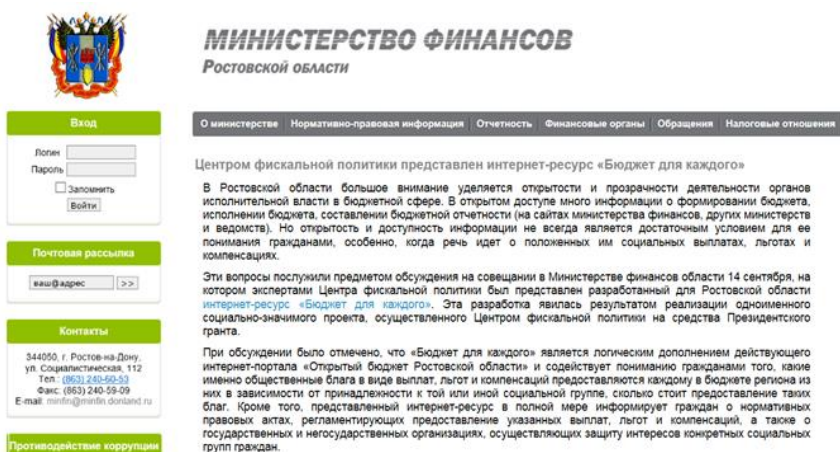 МИНИСТЕРСТВО ФИНАНСОВ
Ростовской области
Вход
Логин
Пароль
Запомнить
Войти
Почтовая рассылка
ваш@адрес >>
Контакты
344050, г. Ростов-на-Дону,
ул. Социалистическая, 112
Тел.: (863) 240-60-53
Факс: (863) 240-59-09
E-mail: minfin@minfin.donland.ru
Противодействие коррупции
О министерстве Нормативно-правовая информация Отчетность Финансовые органы Обращения Налоговые отношения
Центром фискальной политики представлен интернет-ресурс «Бюджет для каждого»
В Ростовской области большое внимание уделяется открытости и прозрачности деятельности органов
исполнительной власти в бюджетной сфере. В открытом доступе много информации о формировании бюджета,
исполнении бюджета, составлении бюджетной отчетности (на сайтах министерства финансов, других министерств
и ведомств). Но открытость и доступность информации не всегда является достаточным условием для ее
понимания гражданами, особенно, когда речь идет о положенных им социальных выплатах, льготах и
компенсациях.
Эти вопросы послужили предметом обсуждения на совещании в Министерстве финансов области 14 сентября, на
котором экспертами Центра фискальной политики был представлен разработанный для Ростовской области
интернет-ресурс «Бюджет для каждого». Эта разработка явилась результатом реализации одноименного
социально-значимого проекта, осуществленного Центром фискальной политики на средства Президентского
гранта.
При обсуждении было отмечено, что «Бюджет для каждого» является логическим дополнением действующего
интернет-портала «Открытый бюджет Ростовской области» и содействует пониманию гражданами того, какие
именно общественные блага в виде выплат, льгот и компенсаций предоставляются каждому в бюджете региона из
них в зависимости от принадлежности к той или иной социальной группе, сколько стоит предоставление таких
благ. Кроме того, представленный интернет-ресурс в полной мере информирует граждан о нормативных
правовых актах, регламентирующих предоставление указанных выплат, льгот и компенсаций, а также о
государственных и негосударственных организациях, осуществляющих защиту интересов конкретных социальных
групп граждан.